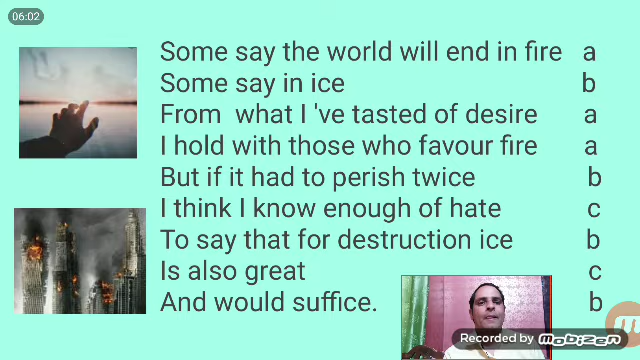 06:02
Some say the world will end in fire a
Some say in ice b
From what I 've tasted of desire a
I hold with those who favour fire a
But if it had to perish twice b
I think I know enough of hate c
To say that for destruction ice b
Is also great c
And would suffice. b
Recorded by mobizen